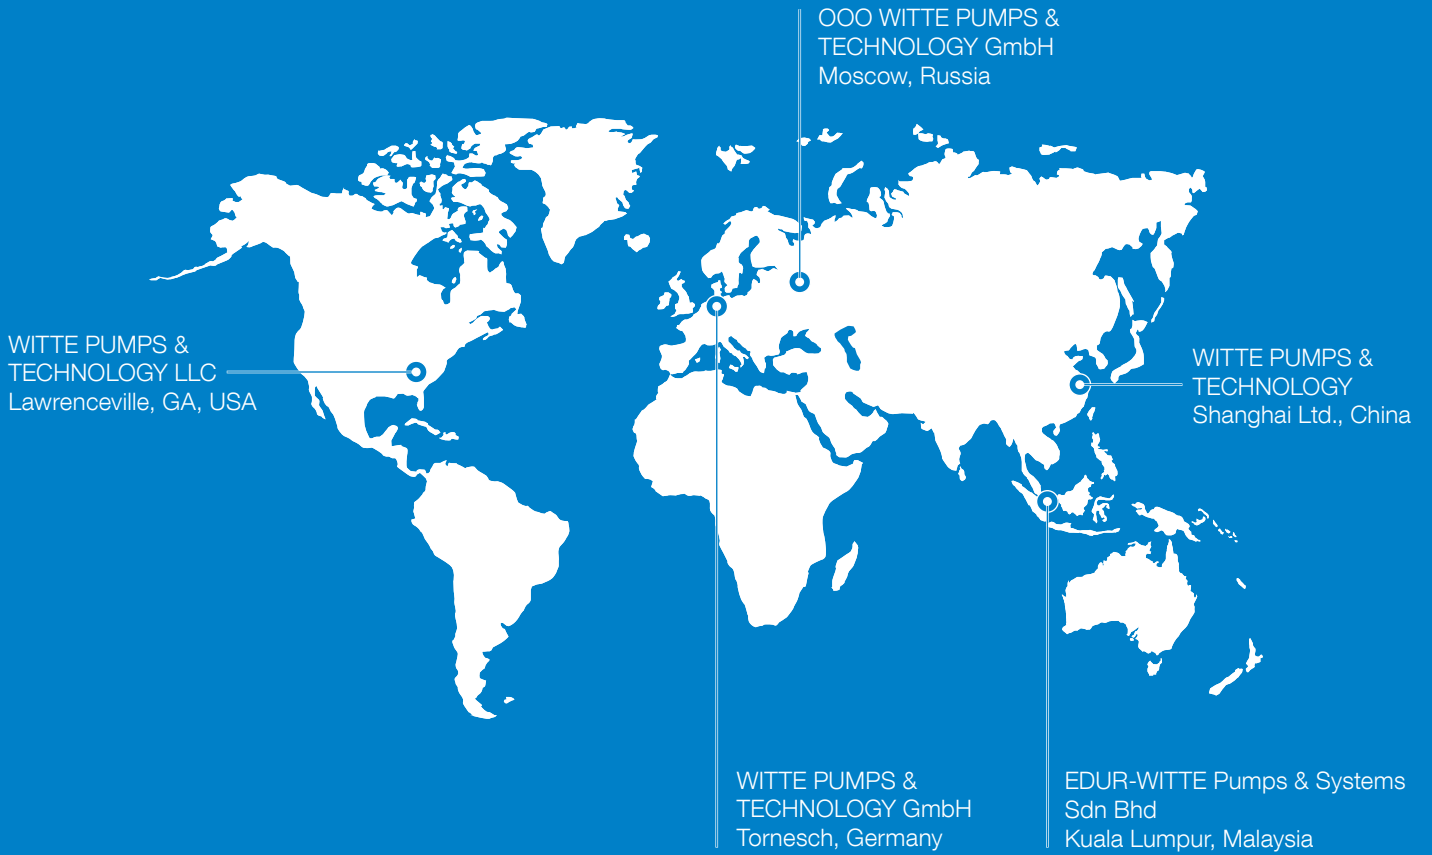 OOO WITTE PUMPS &
TECHNOLOGY GmbH
Moscow, Russia
WITTE PUMPS &
TECHNOLOGY LLC
Lawrenceville, GA, USA
WITTE PUMPS &
TECHNOLOGY
Shanghai Ltd., China
WITTE PUMPS &
TECHNOLOGY GmbH
Tornesch, Germany
EDUR-WITTE Pumps & Systems
Sdn Bhd
Kuala Lumpur, Malaysia